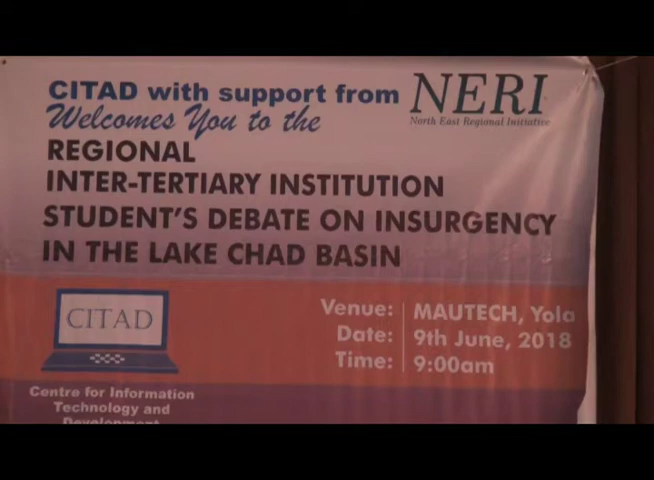 CITAD with support from
NERI
North East Regional Initiative
Welcomes You to the
REGIONAL
INTER-TERTIARY INSTITUTION
STUDENT'S DEBATE ON INSURGENCY
IN THE LAKE CHAD BASIN
CITAD
Venue: MAUTECH, Yola
Date: 9th June, 2018
Time: 9:00am
Centre for Information
Technology and
Development